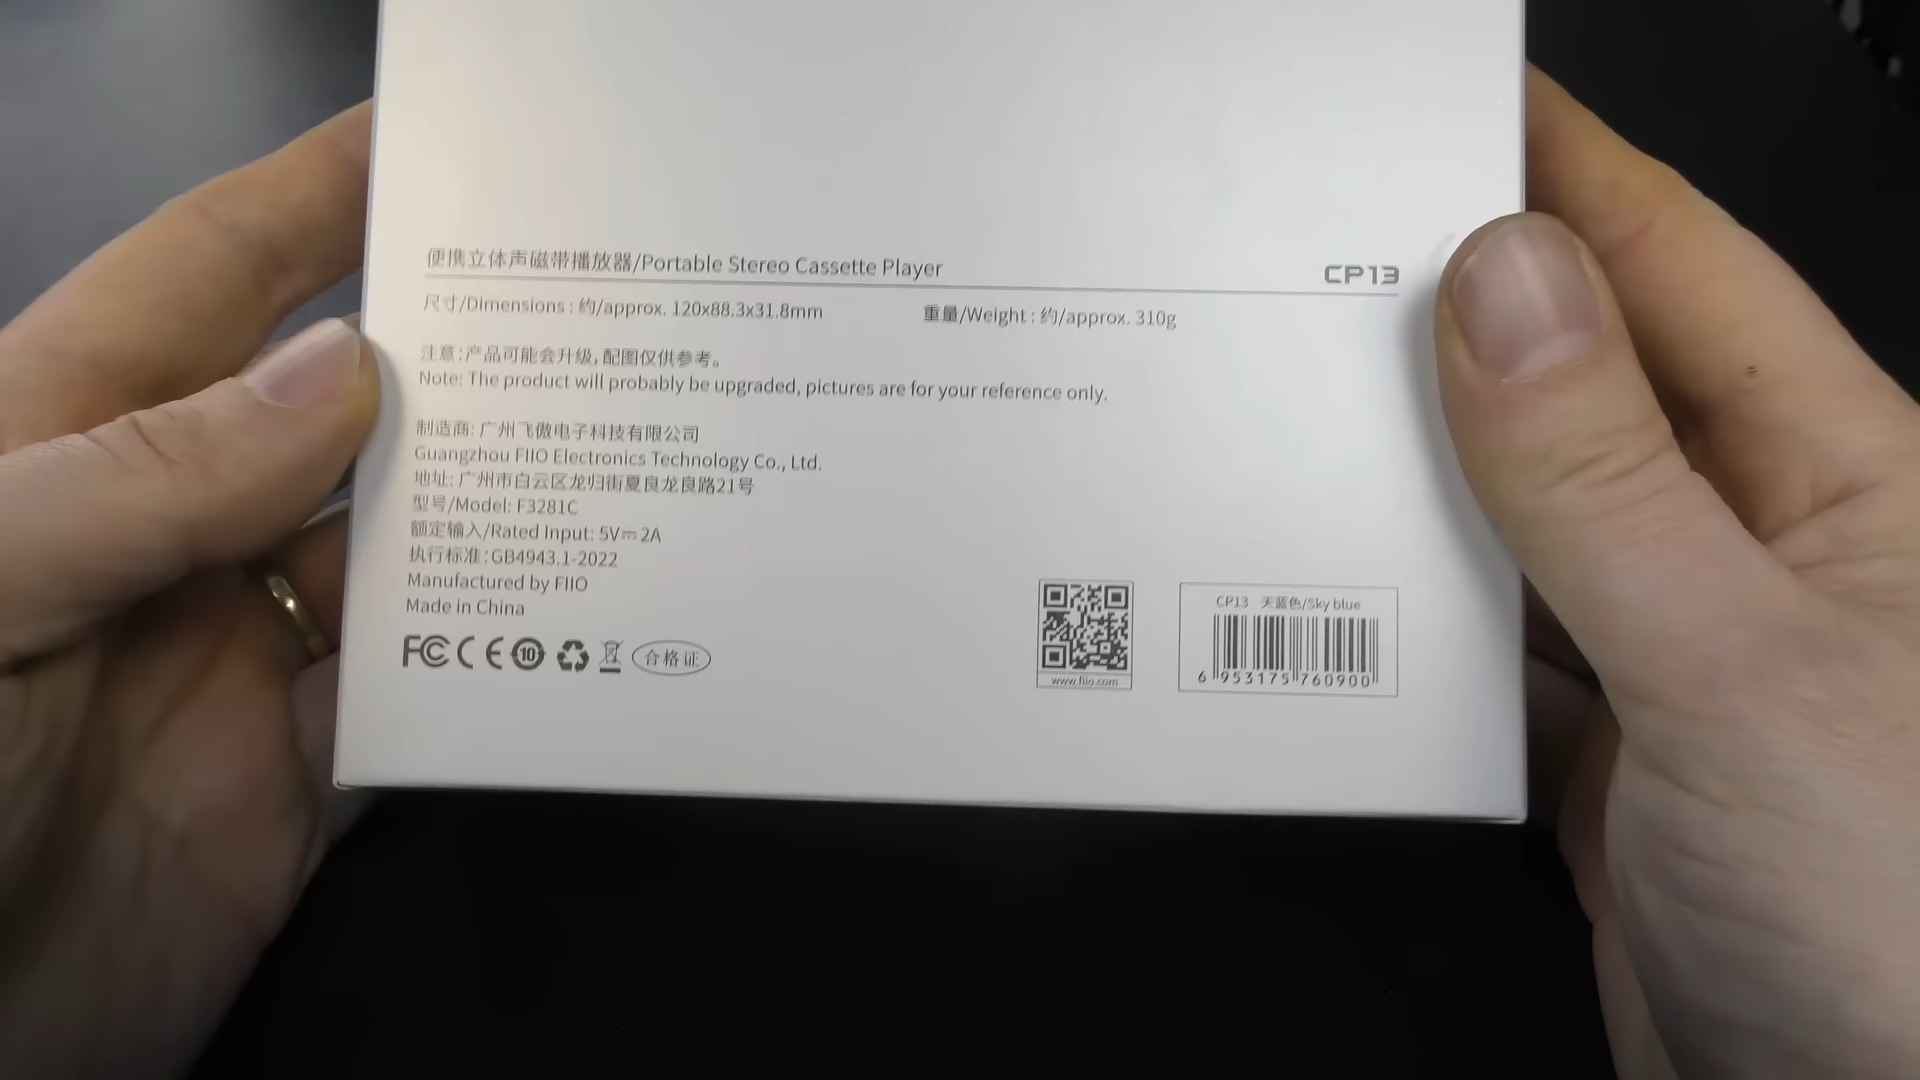 便携立体声磁带播放器/Portable Stereo Cassette Player
CP13
尺寸/Dimensions : 约/approx. 120x88.3x31.8mm
重量/Weight : 约/approx. 310g
注意:产品可能会升级,配图仅供参考。
Note: The product will probably be upgraded, pictures are for your reference only.
制造商: 广州飞傲电子科技有限公司
Guangzhou FIIO Electronics Technology Co., Ltd.
地址: 广州市白云区龙归街夏良龙良路21号
型号/Model: F3281C
额定输入/Rated Input: 5V⎓2A
执行标准:GB4943.1-2022
Manufactured by FIIO
Made in China
FC CE 10 合格证
www.fiio.com
CP13 天蓝色/Sky blue
6 953175 760900